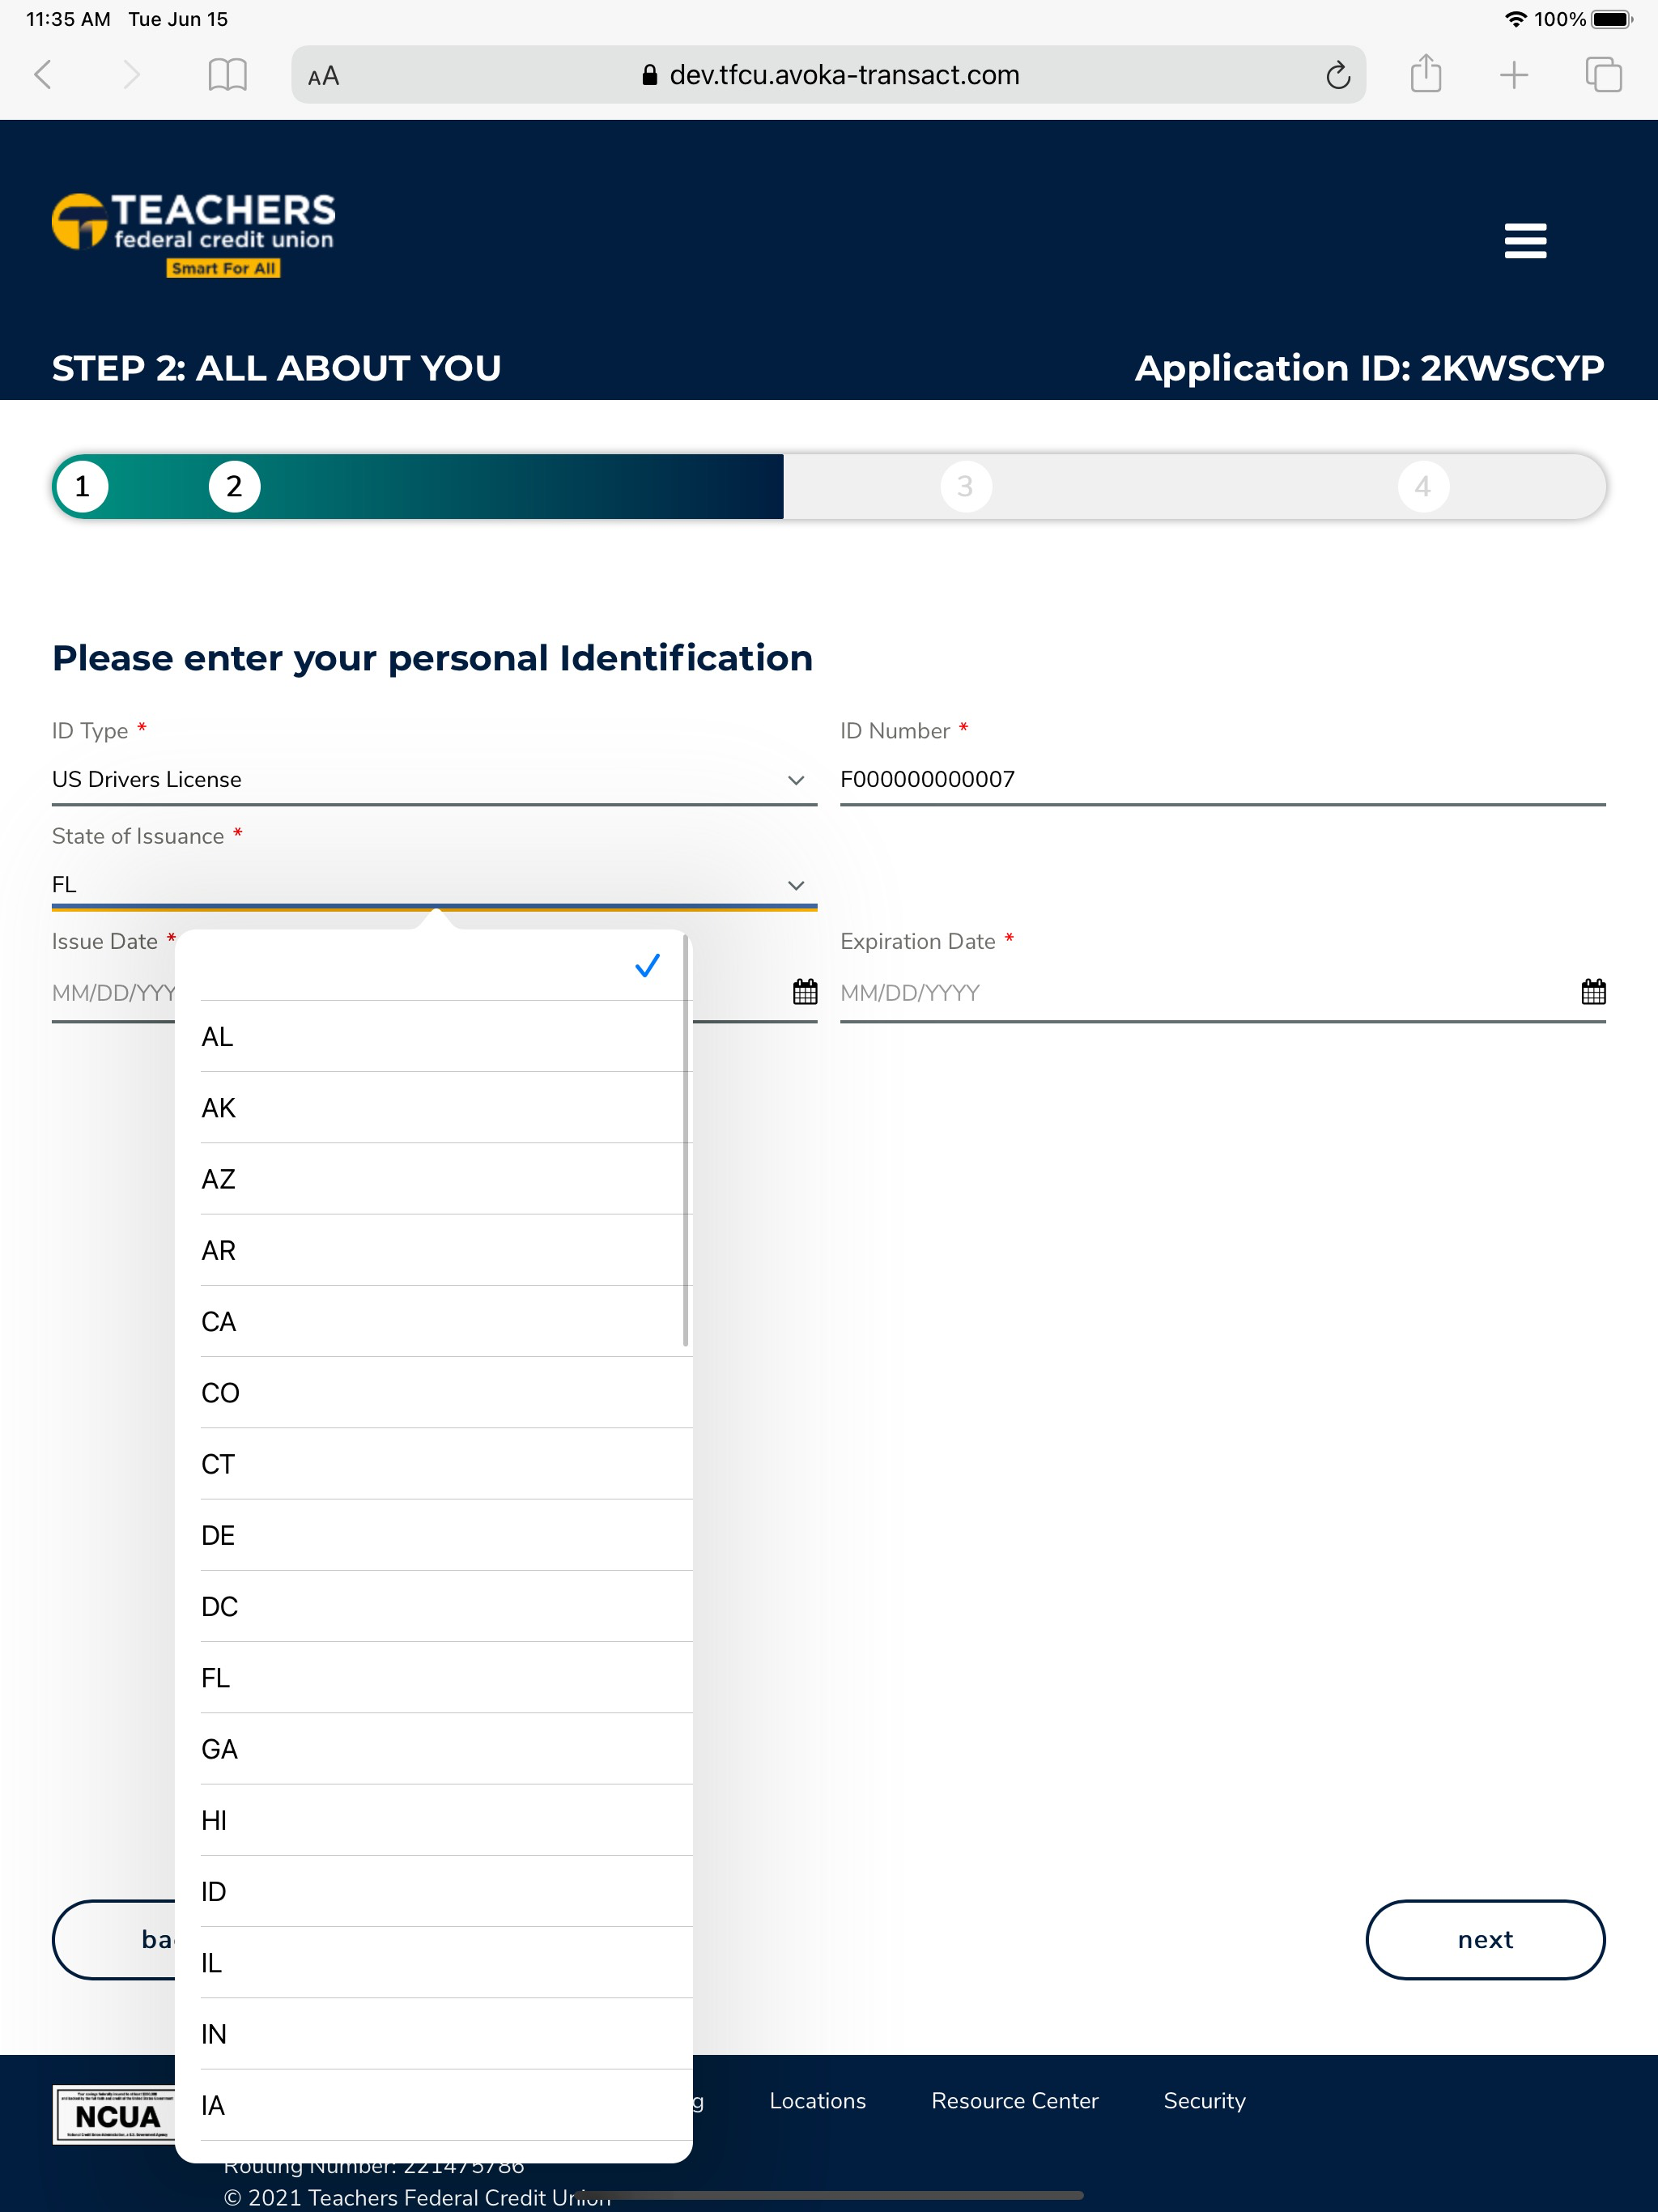 11:35 AM Tue Jun 15
100%
AA
dev.tfcu.avoka-transact.com
TEACHERS
federal credit union
Smart For All
STEP 2: ALL ABOUT YOU
Application ID: 2KWSCYP
1 2 3 4
Please enter your personal Identification
ID Type *
ID Number *
US Drivers License
F000000000007
State of Issuance *
FL
Issue Date *
Expiration Date *
MM/DD/YYY
MM/DD/YYYY
AL
AK
AZ
AR
CA
CO
CT
DE
DC
FL
GA
HI
ID
IL
IN
IA
ba
next
NCUA
g
Locations
Resource Center
Security
Routing Number: 221475786
© 2021 Teachers Federal Credit Union